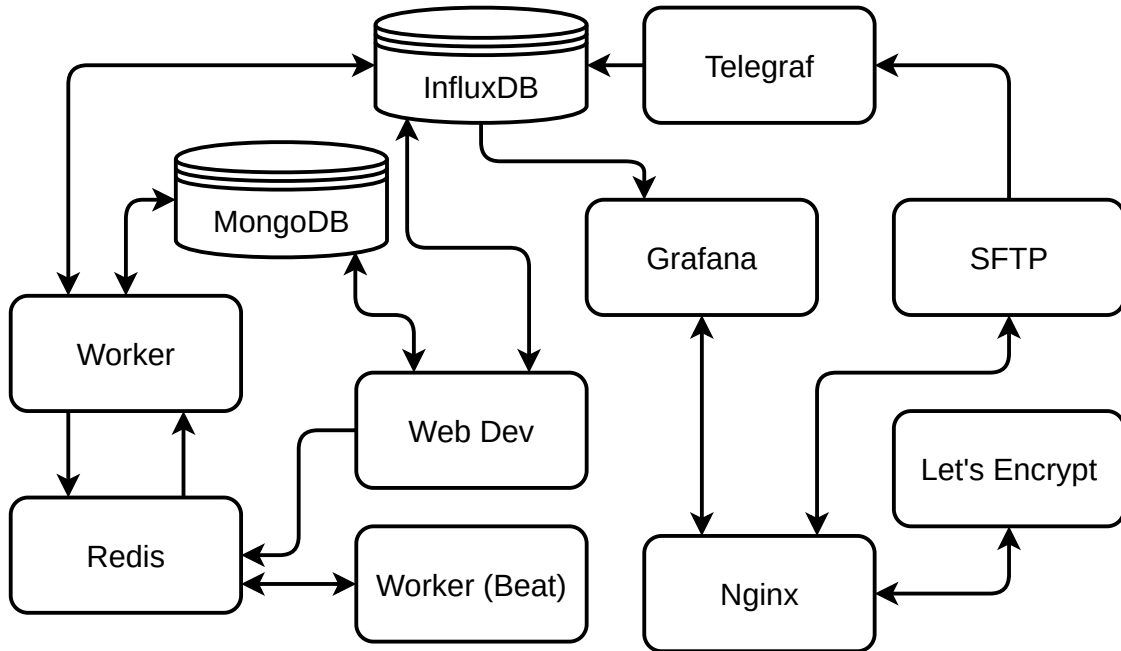 Telegraf
InfluxDB
MongoDB
Grafana
SFTP
Worker
Web Dev
Let's Encrypt
Redis
Worker (Beat)
Nginx